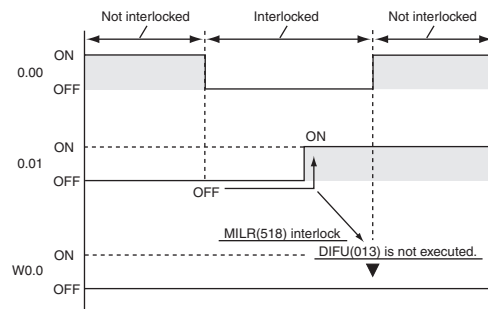 Not interlocked Interlocked Not interlocked
ON
0.00
OFF
ON
ON
0.01
OFF
OFF
MILR(518) interlock
DIFU(013) is not executed.
ON
W0.0
OFF